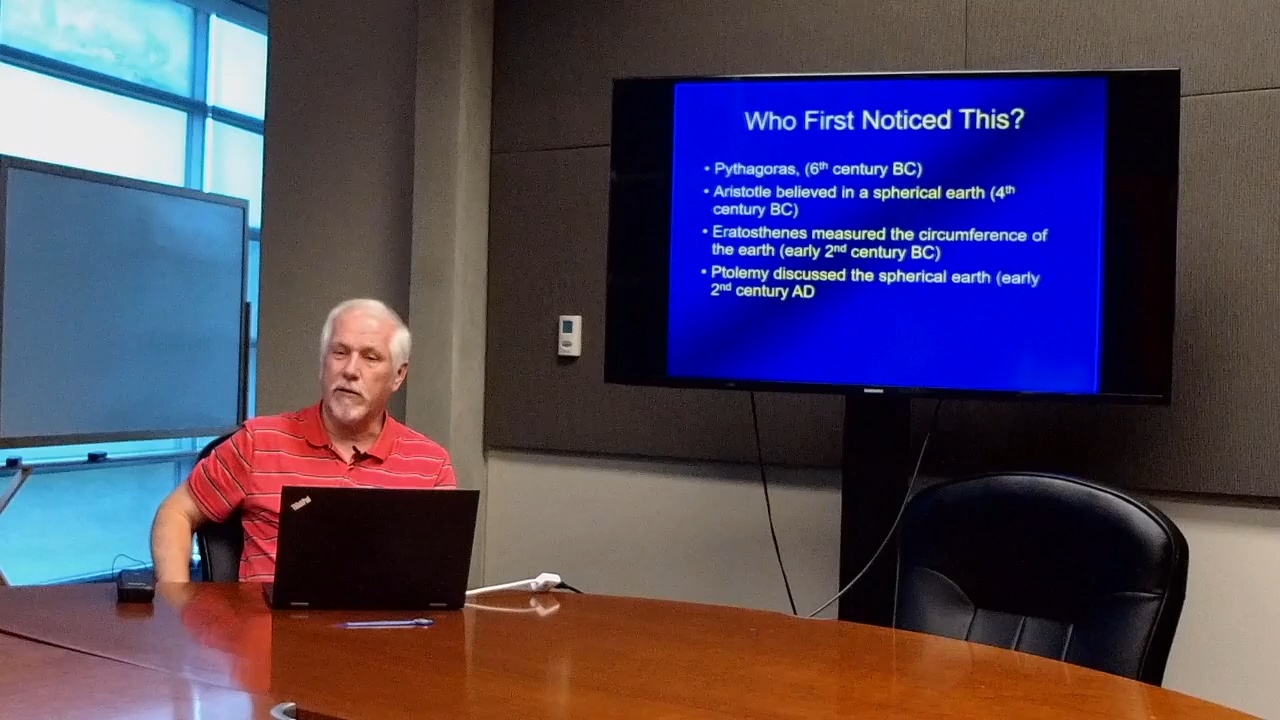 Who First Noticed This?
• Pythagoras, (6th century BC)
• Aristotle believed in a spherical earth (4th
century BC)
• Eratosthenes measured the circumference of
the earth (early 2nd century BC)
• Ptolemy discussed the spherical earth (early
2nd century AD
ThinkPad
SAMSUNG